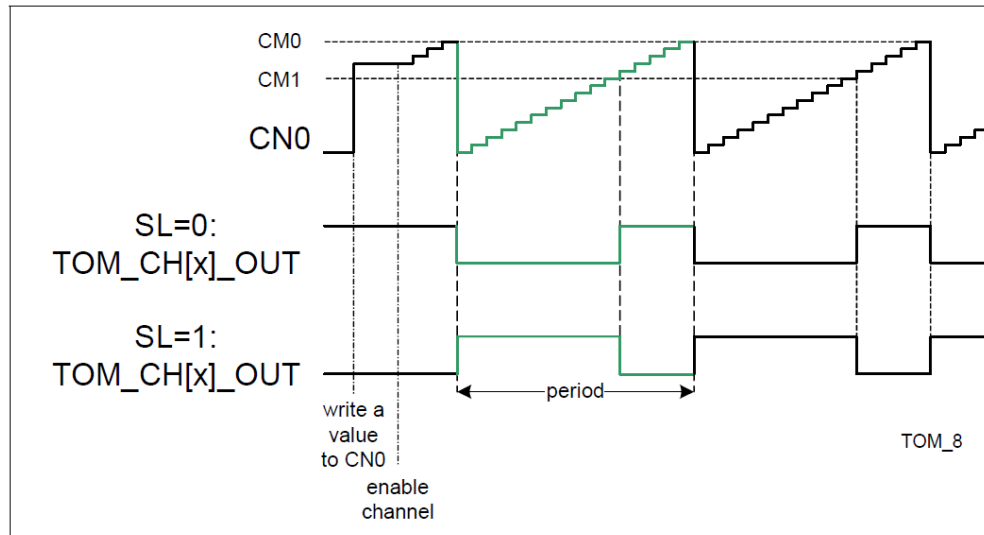 CM0
CM1
CN0
SL=0:
TOM_CH[x]_OUT
SL=1:
TOM_CH[x]_OUT
period
write a
value
to CN0
enable
channel
TOM_8